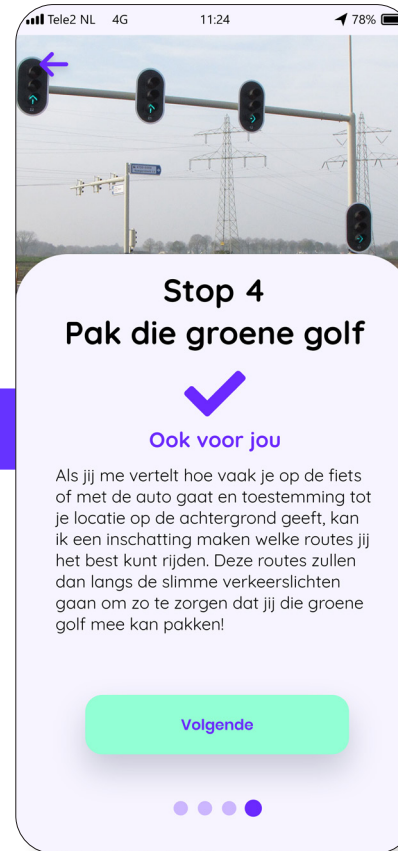 Tele2 NL 4G 11:24 78%
Stop 4
Pak die groene golf
Ook voor jou
Als jij me vertelt hoe vaak je op de fiets
of met de auto gaat en toestemming tot
je locatie op de achtergrond geeft, kan
ik een inschatting maken welke routes jij
het best kunt rijden. Deze routes zullen
dan langs de slimme verkeerslichten
gaan om zo te zorgen dat jij die groene
golf mee kan pakken!
Volgende